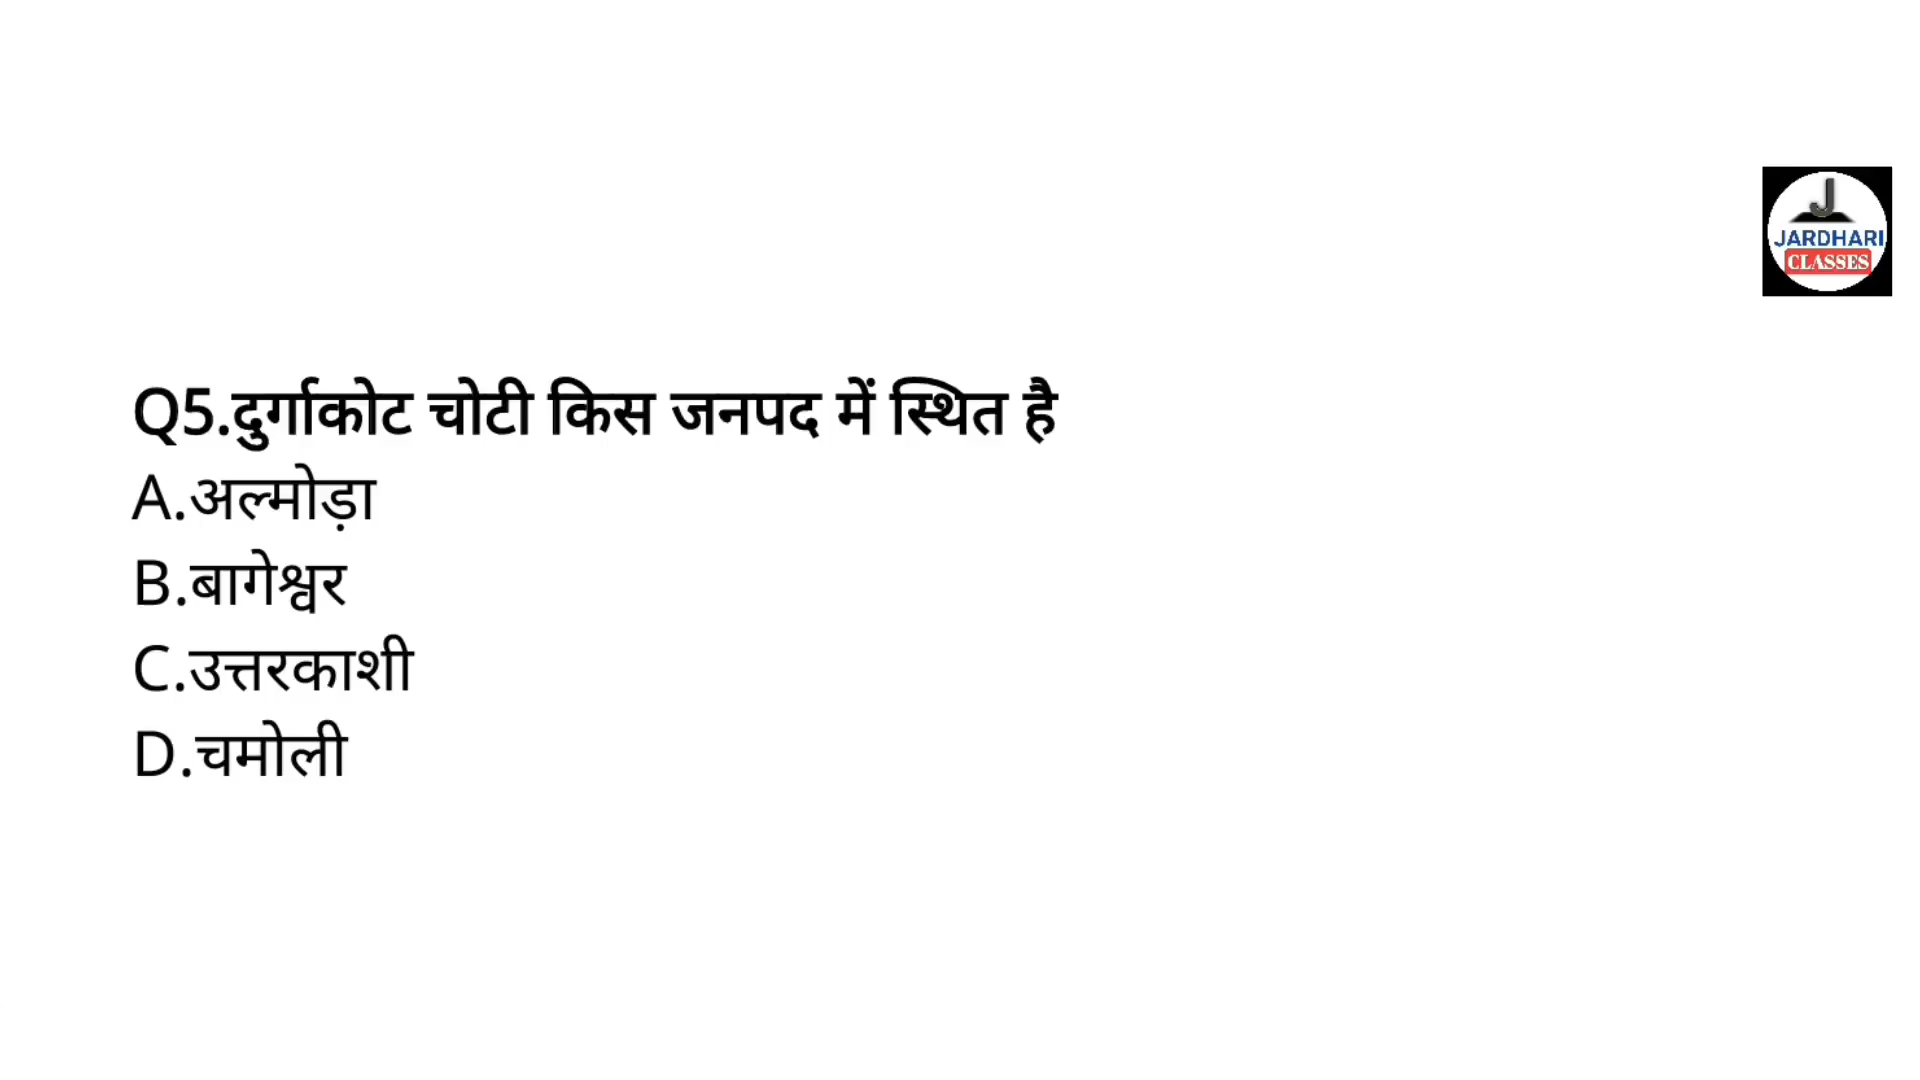 J
JARDHARI
CLASSES
Q5.दुर्गाकोट चोटी किस जनपद में स्थित है
A.अल्मोड़ा
B.बागेश्वर
C.उत्तरकाशी
D.चमोली